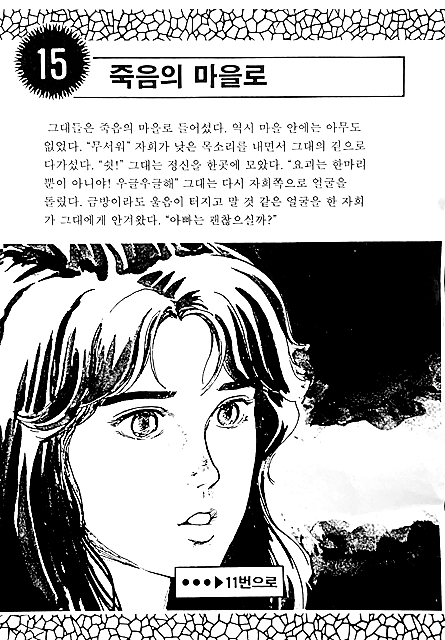 15
죽음의 마을로
그대들은 죽음의 마을로 들어섰다. 역시 마을 안에는 아무도
없었다. “무서워” 자희가 낮은 목소리를 내면서 그대의 곁으로
다가섰다. “쉿!” 그대는 정신을 한곳에 모았다. “요괴는 한마리
뿐이 아니야! 우글우글해” 그대는 다시 자희쪽으로 얼굴을
돌렸다. 금방이라도 울음이 터지고 말 것 같은 얼굴을 한 자희
가 그대에게 안겨왔다. “아빠는 괜찮으실까?”
●●●▶11번으로